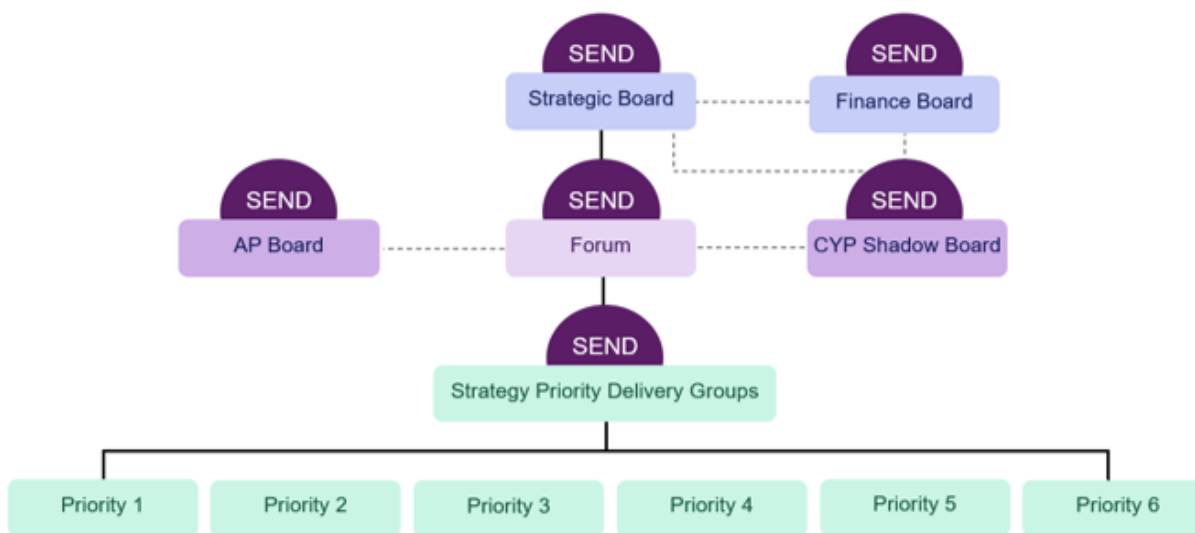 SEND
Strategic Board
SEND
Finance Board
SEND
AP Board
SEND
Forum
SEND
CYP Shadow Board
SEND
Strategy Priority Delivery Groups
Priority 1
Priority 2
Priority 3
Priority 4
Priority 5
Priority 6